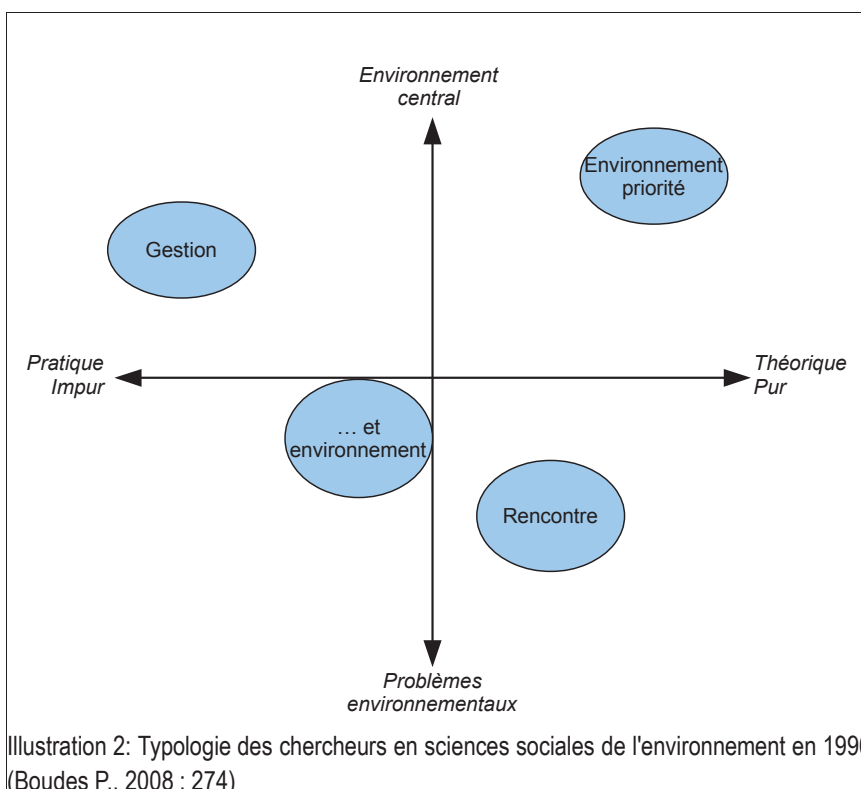 Environnement
central
Environnement
priorité
Gestion
Pratique
Impur
Théorique
Pur
… et
environnement
Rencontre
Problèmes
environnementaux
Illustration 2: Typologie des chercheurs en sciences sociales de l'environnement en 1990
(Boudes P., 2008 : 274)